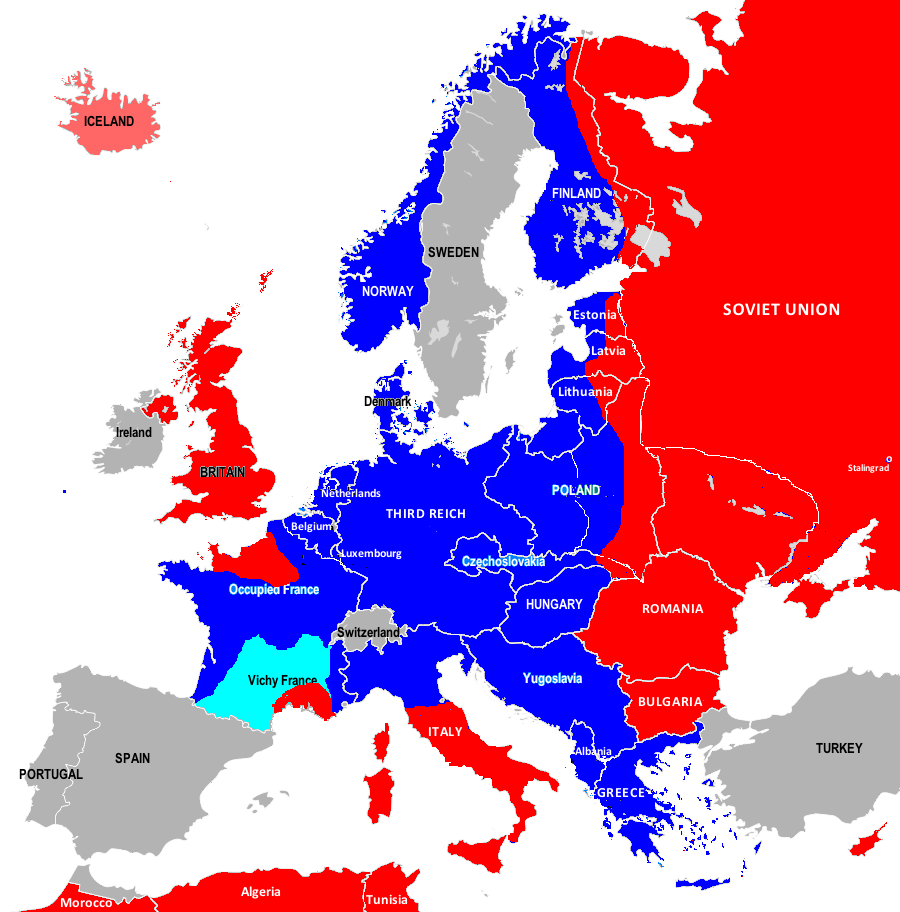 ICELAND
FINLAND
SWEDEN
NORWAY
SOVIET UNION
Estonia
Latvia
Lithuania
Denmark
Ireland
BRITAIN
Stalingrad
POLAND
Netherlands
THIRD REICH
Belgium
Luxembourg
Czechoslovakia
Occupied France
HUNGARY
ROMANIA
Switzerland
Vichy France
Yugoslavia
BULGARIA
ITALY
TURKEY
Albania
SPAIN
PORTUGAL
GREECE
Algeria
Tunisia
Morocco